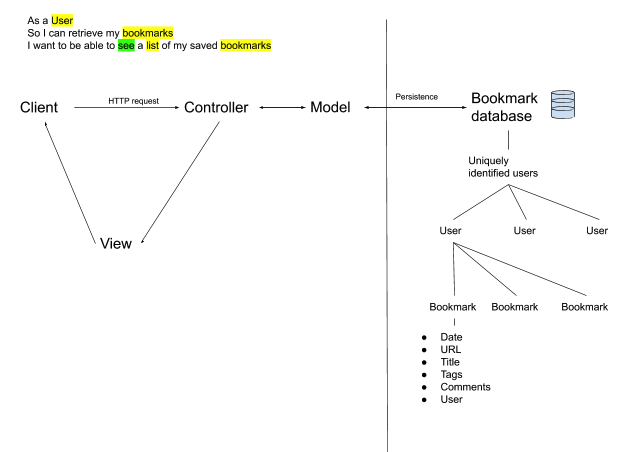 As a User
So I can retrieve my bookmarks
I want to be able to see a list of my saved bookmarks
Client
HTTP request
Controller
Model
Persistence
Bookmark
database
View
Uniquely
identified users
User
User
User
Bookmark
Bookmark
Bookmark
● Date
● URL
● Title
● Tags
● Comments
● User